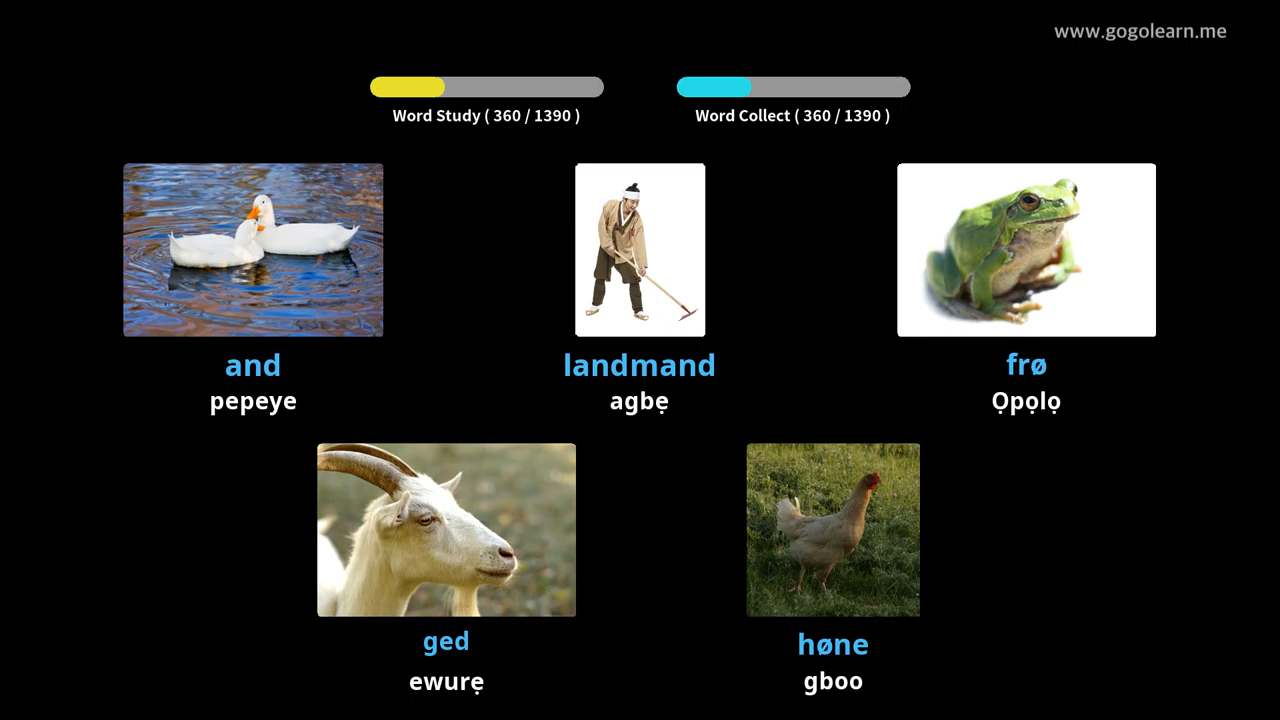 www.gogolearn.me
Word Study ( 360 / 1390 )
Word Collect ( 360 / 1390 )
and
landmand
frø
pepeye
agbẹ
Ọpọlọ
ged
høne
ewurẹ
gboo